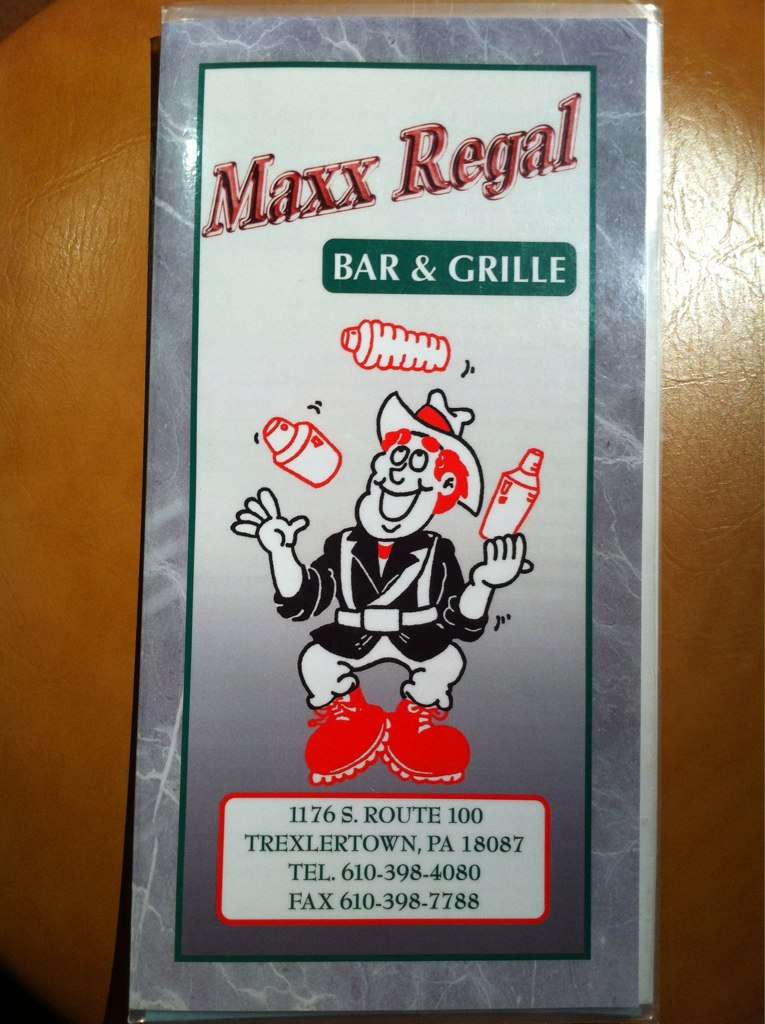 Maxx Regal
BAR & GRILLE
1176 S. ROUTE 100
TREXLERTOWN, PA 18087
TEL. 610-398-4080
FAX 610-398-7788